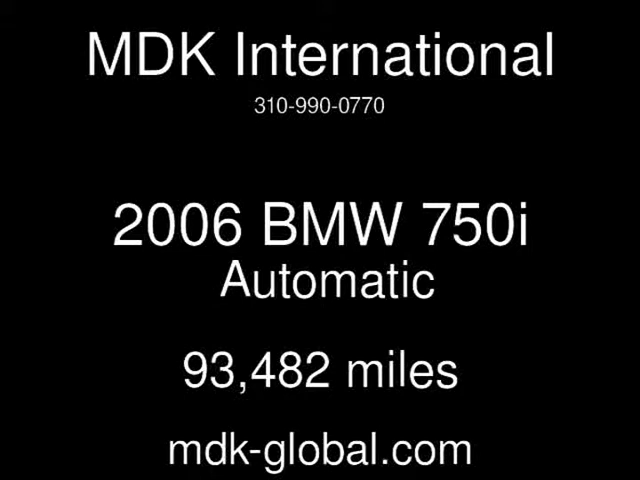 MDK International
310-990-0770
2006 BMW 750i
Automatic
93,482 miles
mdk-global.com